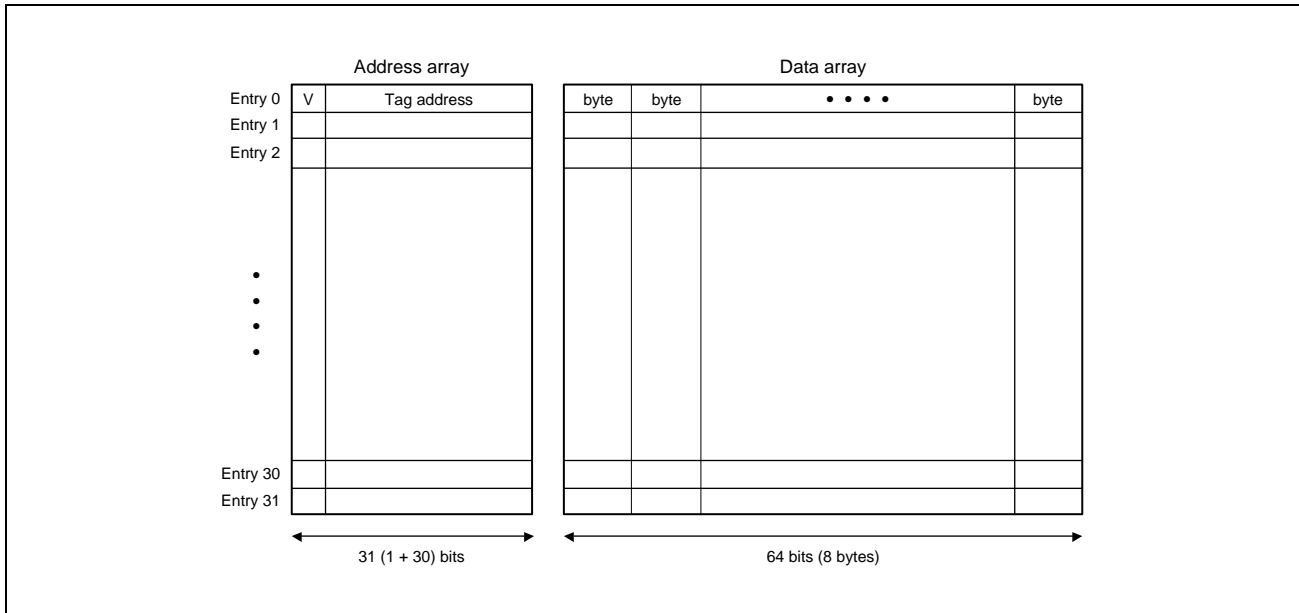 Address array
Data array
Entry 0 V Tag address byte byte • • • • byte
Entry 1
Entry 2
•
•
•
•
Entry 30
Entry 31
31 (1 + 30) bits
64 bits (8 bytes)